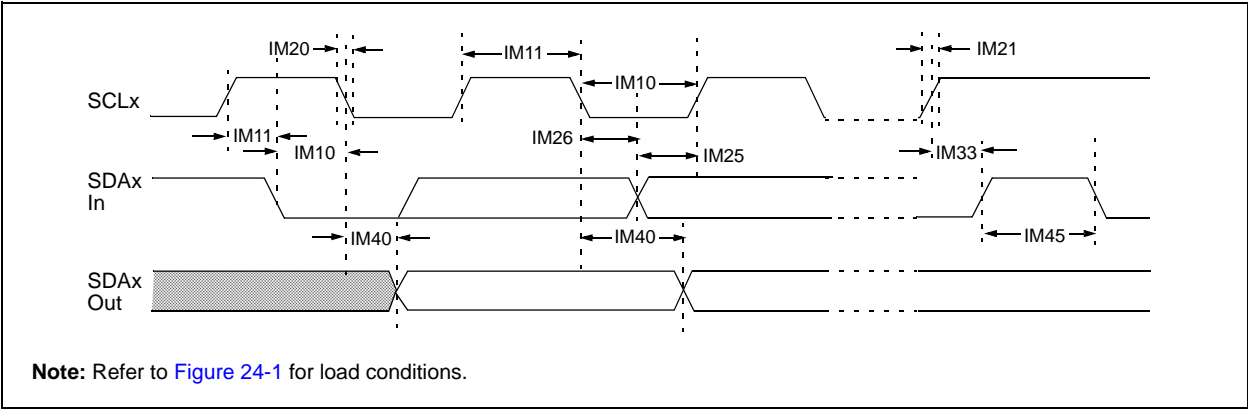 IM20
IM11
IM21
IM10
SCLx
IM11
IM26
IM10
IM25
IM33
SDAx
In
IM40
IM40
IM45
SDAx
Out
Note: Refer to Figure 24-1 for load conditions.